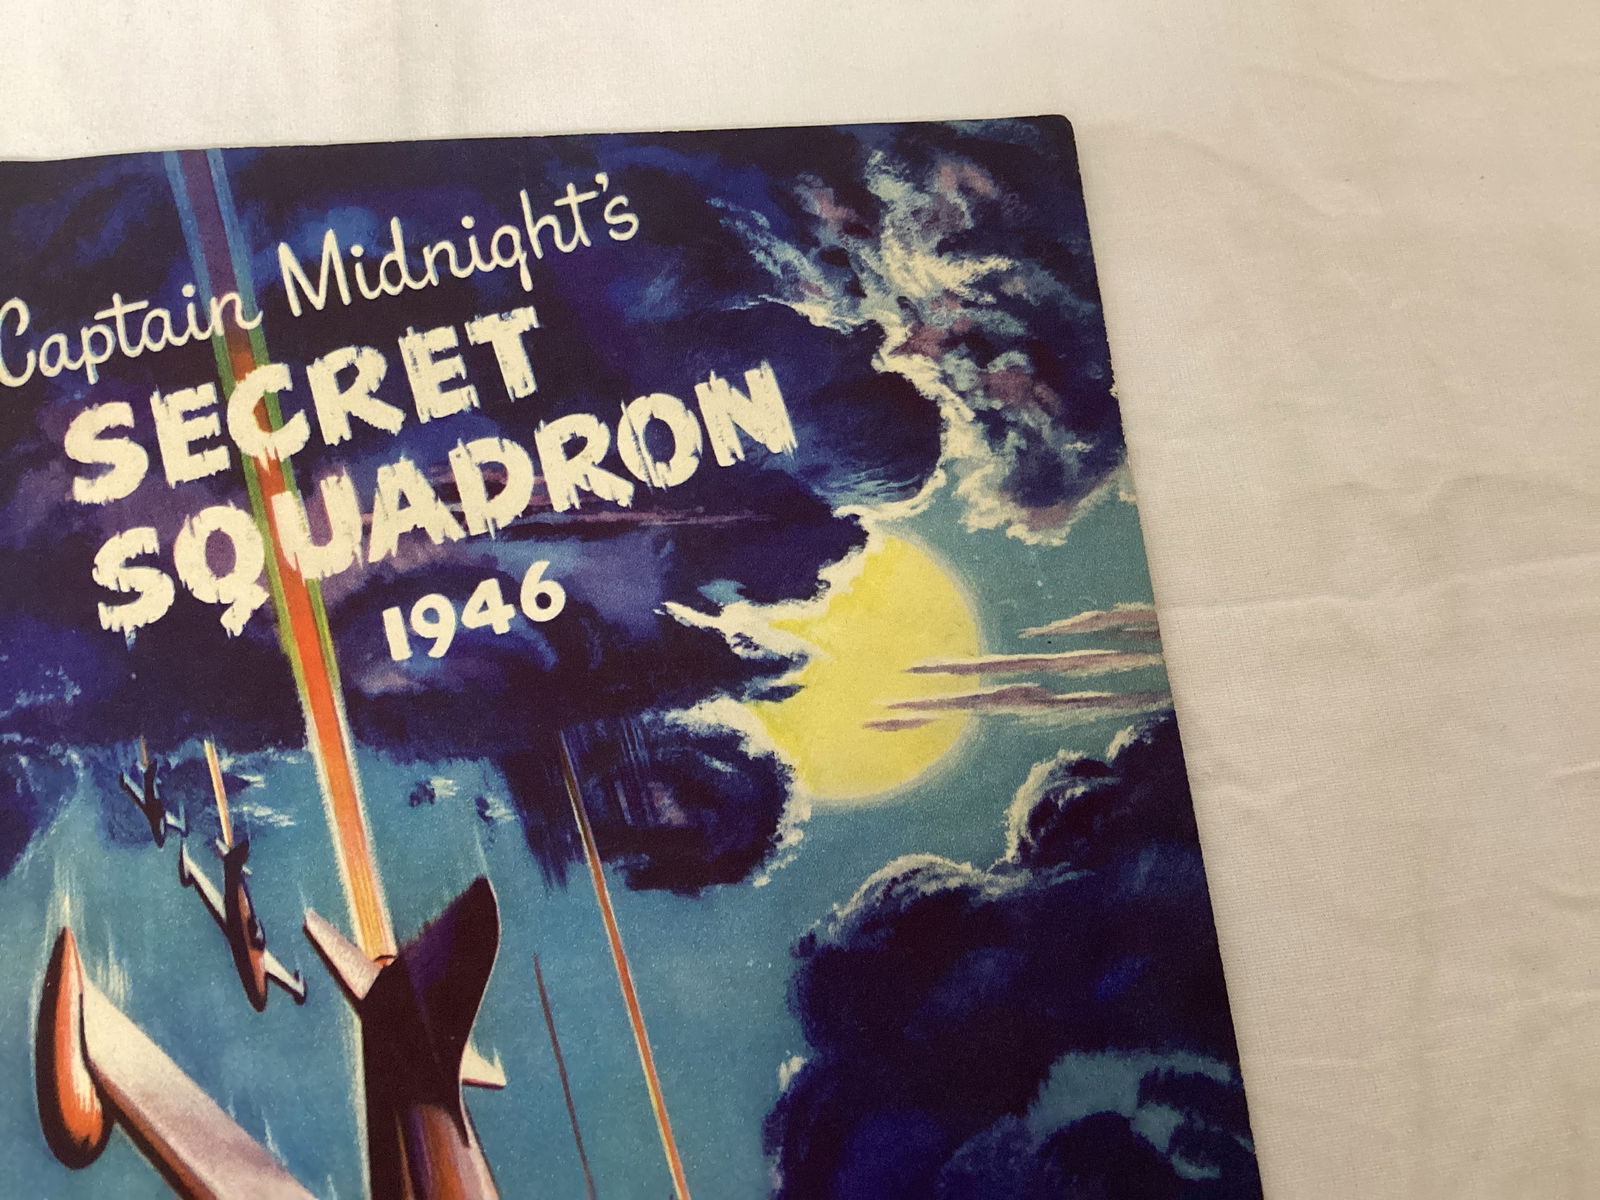 Captain Midnight's
SECRET
SQUADRON
1946